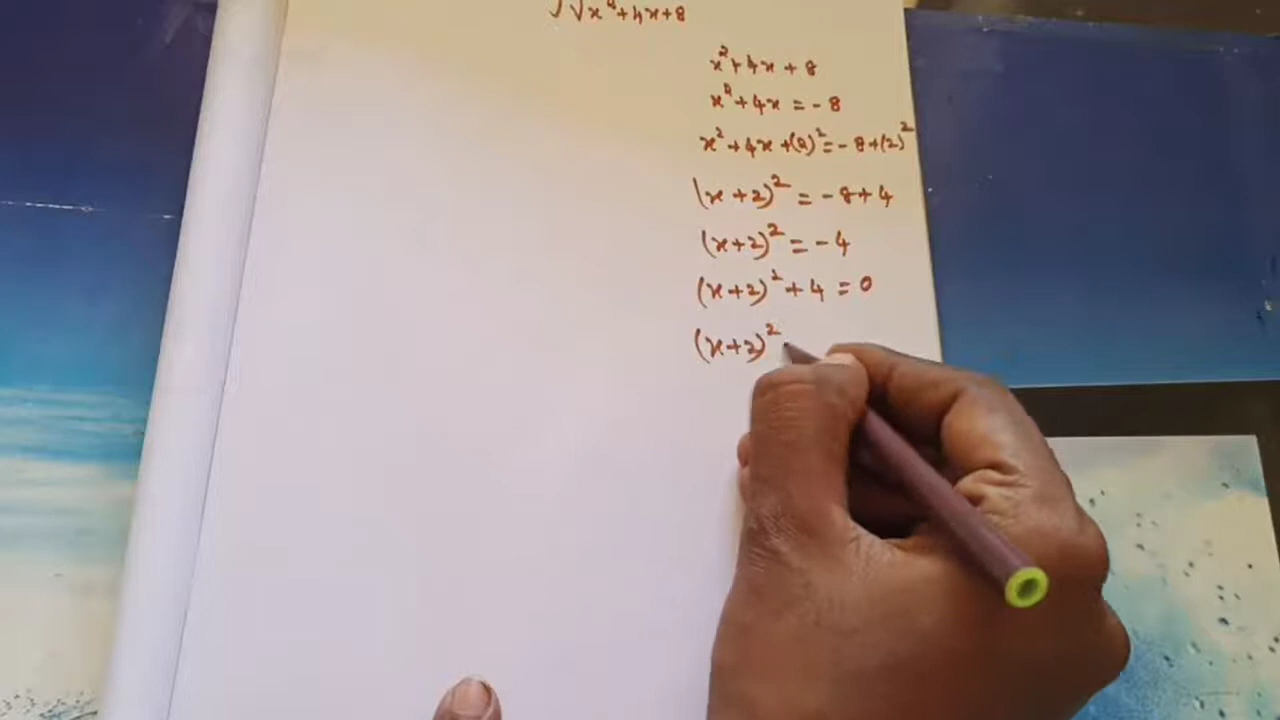 ∫√x²+4x+8
x²+4x+8
x²+4x=-8
x²+4x+(2)²=-8+(2)²
(x+2)²=-8+4
(x+2)²=-4
(x+2)²+4=0
(x+2)²